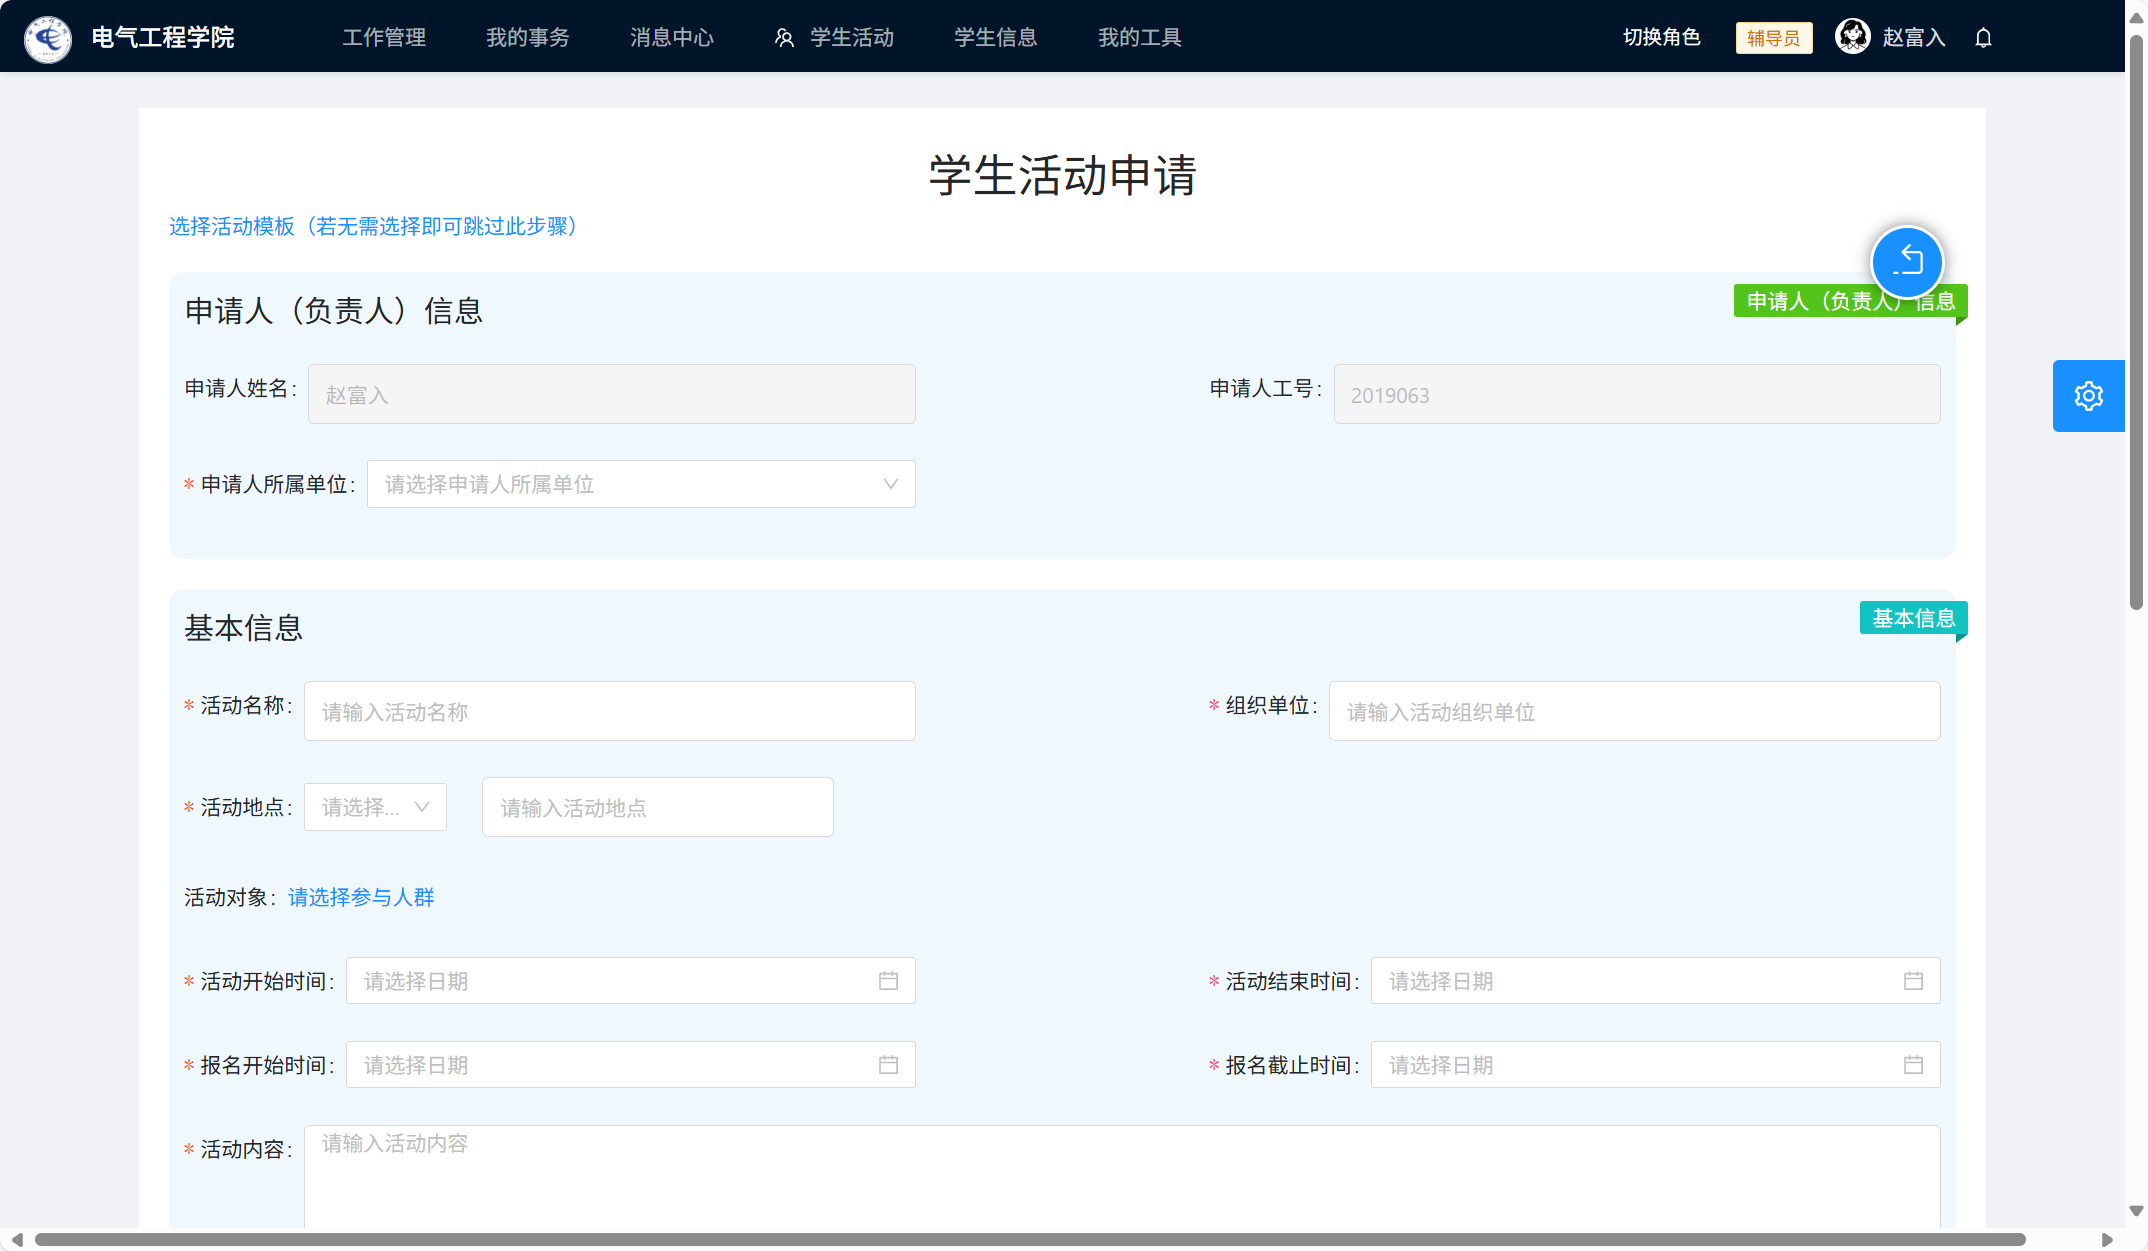 电气工程学院 工作管理 我的事务 消息中心 学生活动 学生信息 我的工具 切换角色 辅导员 赵富入
学生活动申请
选择活动模板（若无需选择即可跳过此步骤）
申请人（负责人）信息 申请人（负责人）信息
申请人姓名: 赵富入 申请人工号: 2019063
* 申请人所属单位: 请选择申请人所属单位
基本信息 基本信息
* 活动名称: 请输入活动名称 * 组织单位: 请输入活动组织单位
* 活动地点: 请选择... 请输入活动地点
活动对象: 请选择参与人群
* 活动开始时间: 请选择日期 * 活动结束时间: 请选择日期
* 报名开始时间: 请选择日期 * 报名截止时间: 请选择日期
* 活动内容: 请输入活动内容